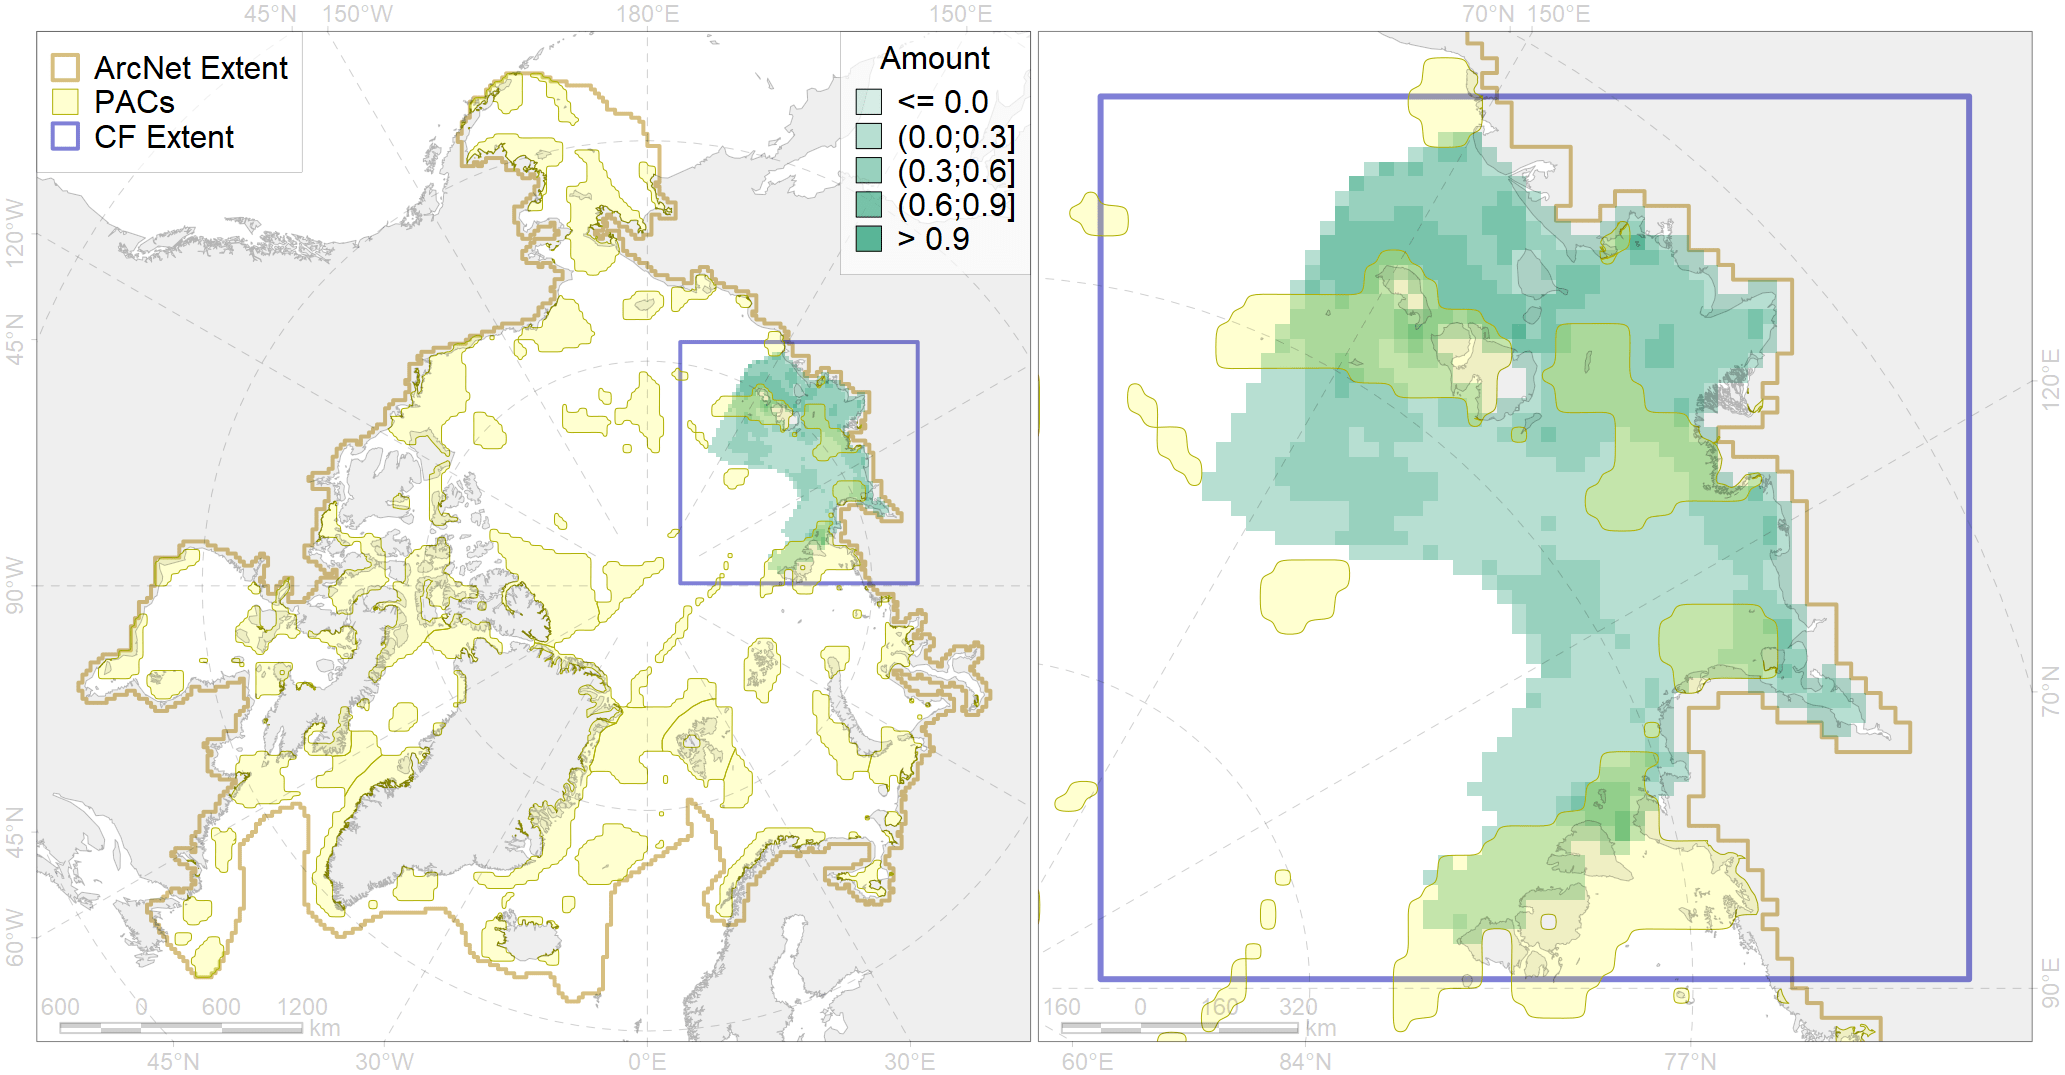 45°N 150°W 180°E 150°E 70°N 150°E
ArcNet Extent
PACs
CF Extent
Amount
<= 0.0
(0.0;0.3]
(0.3;0.6]
(0.6;0.9]
> 0.9
120°W
45°N
90°W
45°N
60°W
120°E
70°N
90°E
600 0 600 1200
km
160 0 160 320
km
45°N 30°W 0°E 30°E 60°E 84°N 77°N